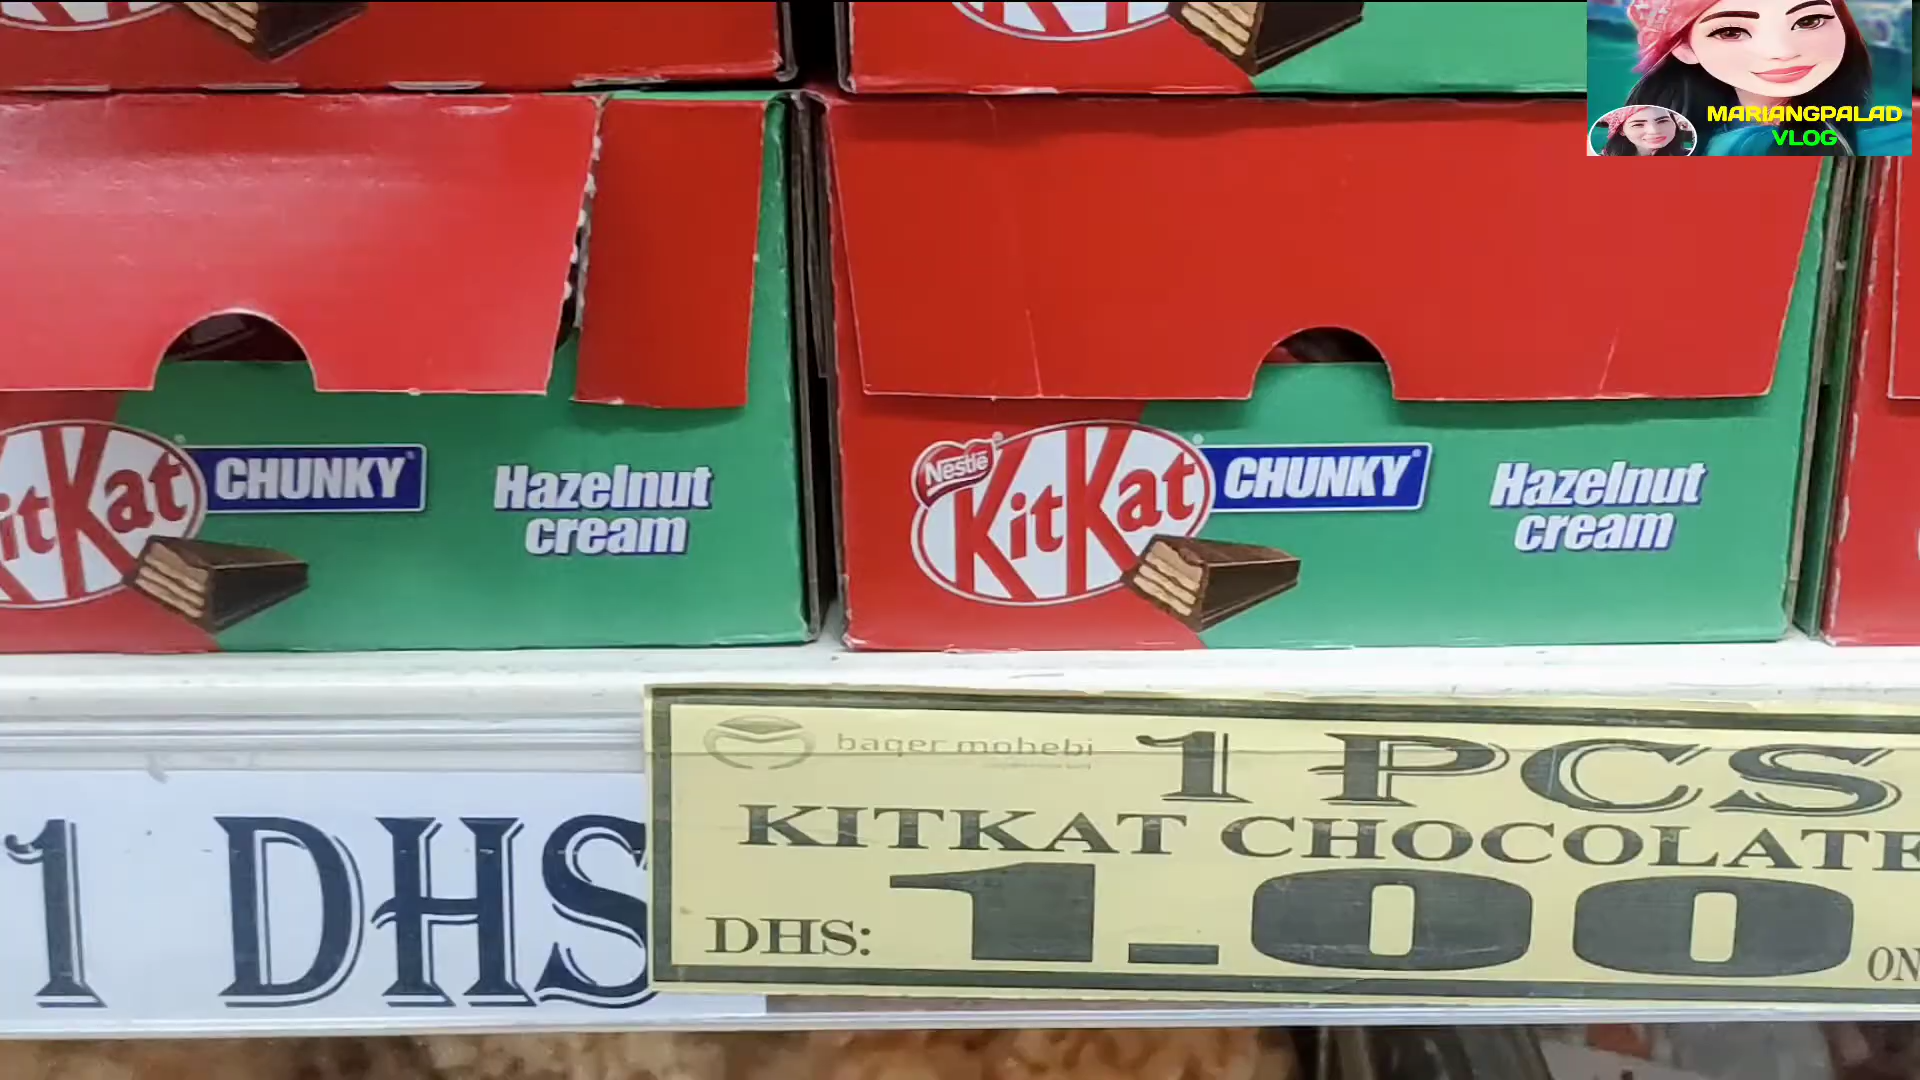 MARIANGPALAD
VLOG
itKat
CHUNKY
Hazelnut
cream
Nestlé
KitKat
CHUNKY
Hazelnut
cream
baqer mohebi
1 PCS
KITKAT CHOCOLATE
DHS: 1.00
1 DHS